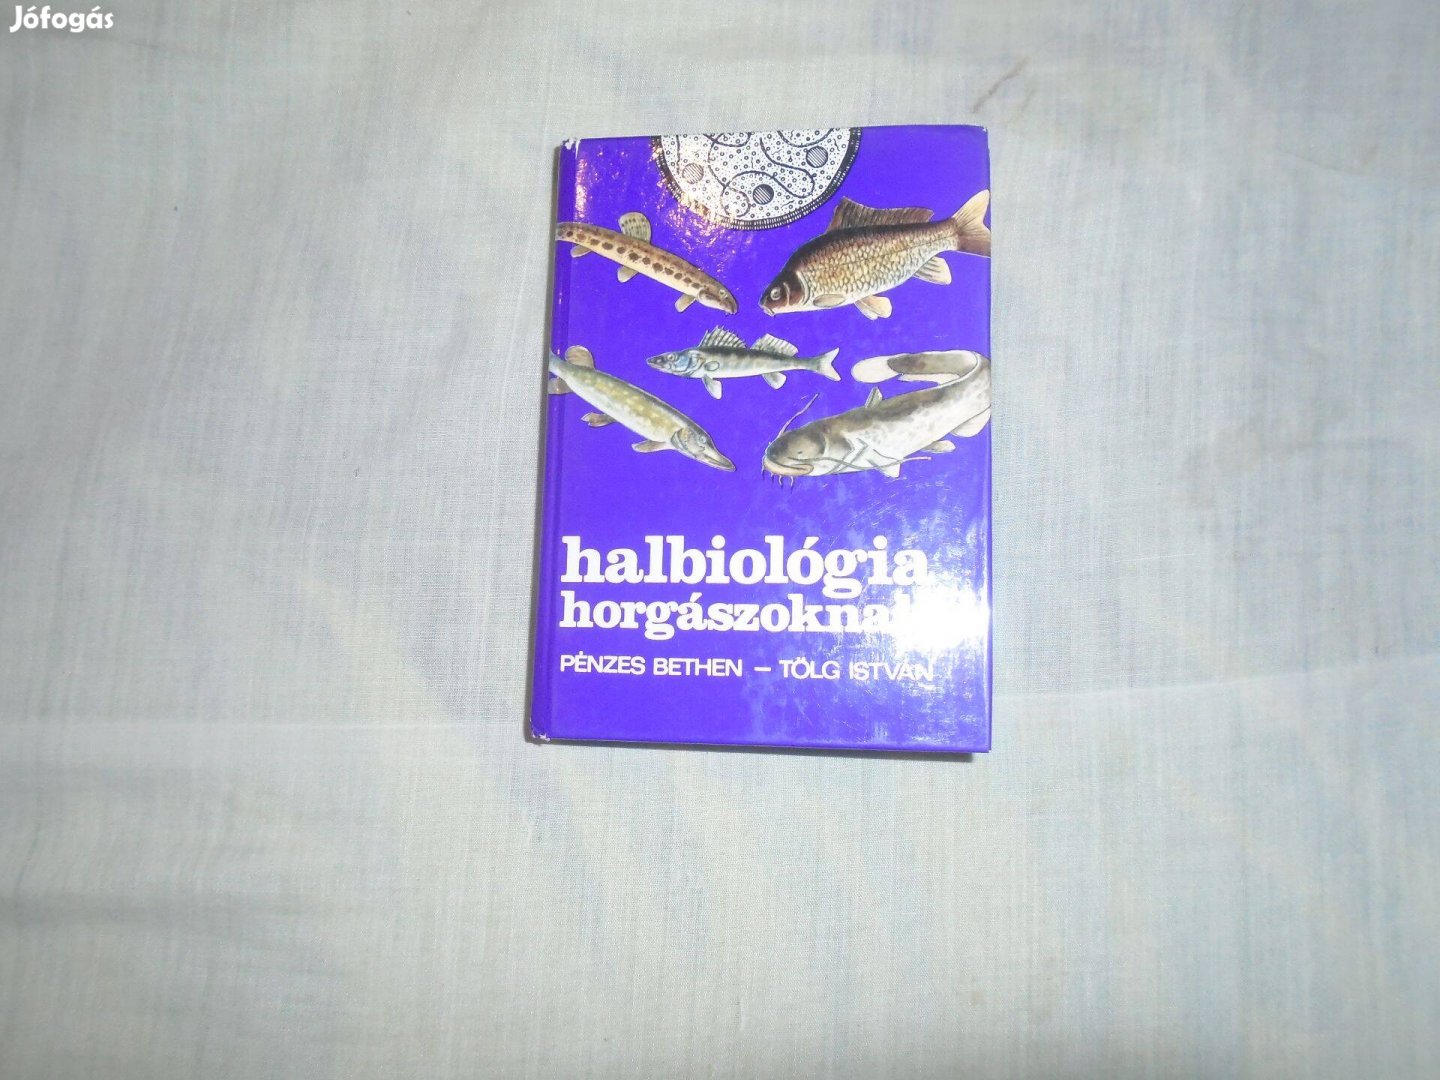 Jófogás
halbiológia
horgászoknak
PÉNZES BETHEN – TÖLG ISTVÁN